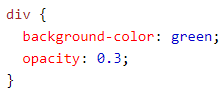 div {
  background-color: green;
  opacity: 0.3;
}